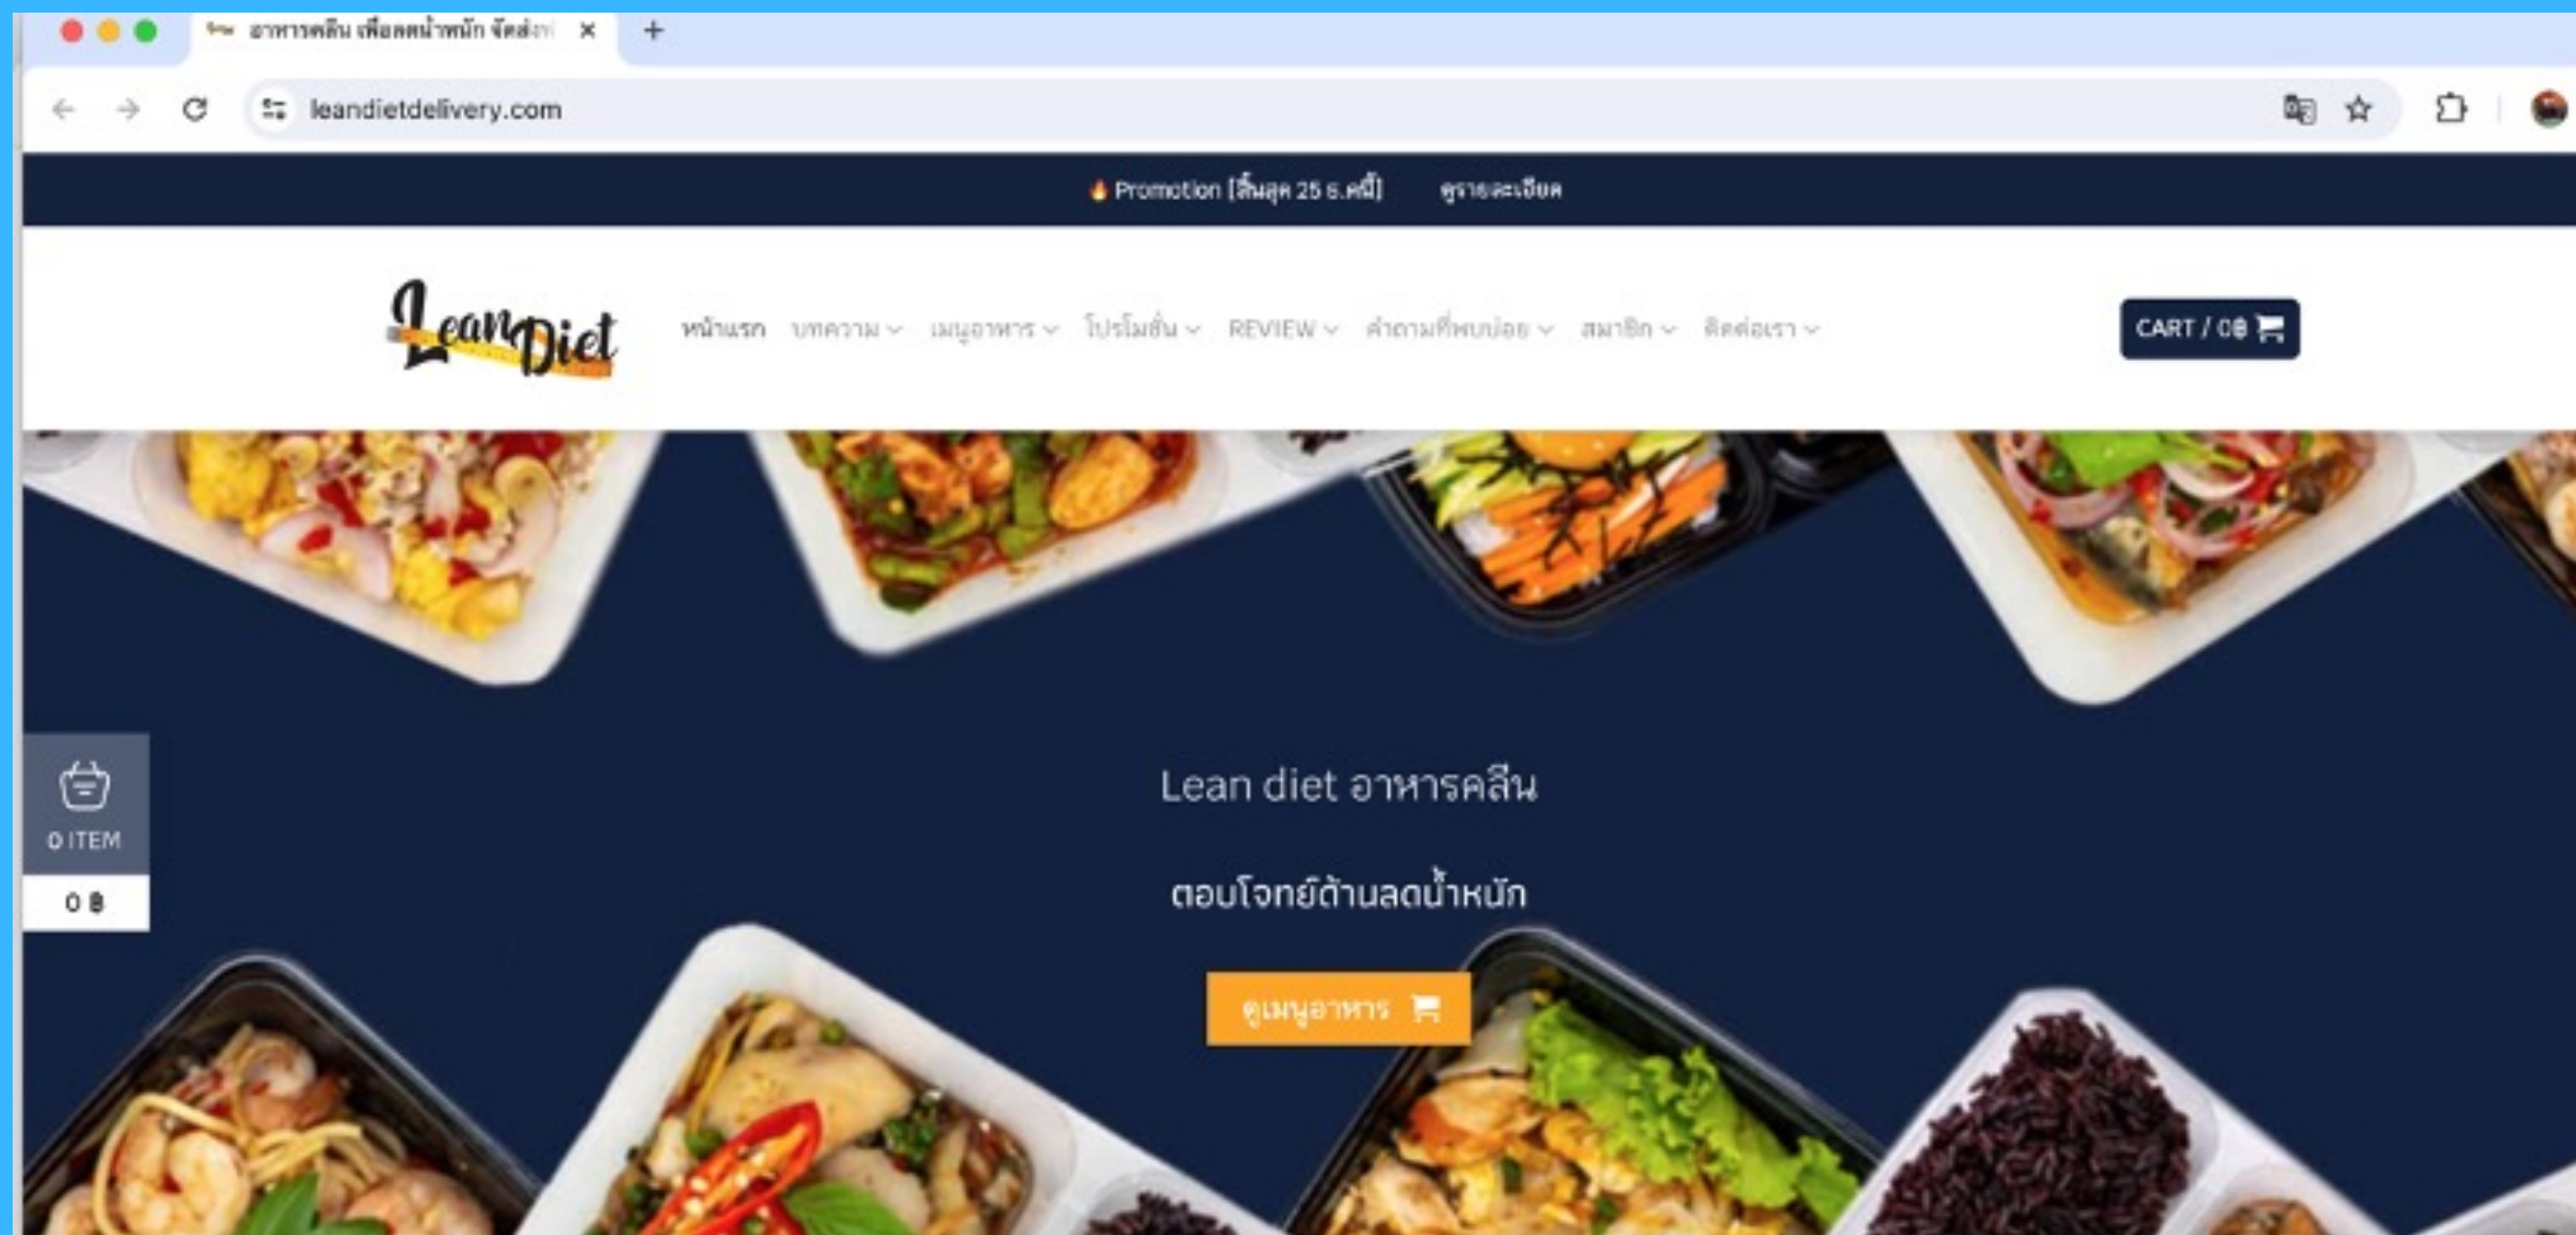 อาหารคลีน เพื่อลดน้ำหนัก จัดส่งฟ
leandietdelivery.com
Promotion [สิ้นสุด 25 ธ.คนี้] ดูรายละเอียด
Lean Diet
หน้าแรก บทความ เมนูอาหาร โปรโมชั่น REVIEW คำถามที่พบบ่อย สมาชิก ติดต่อเรา
CART / 0฿
Lean diet อาหารคลีน
0 ITEM
ตอบโจทย์ด้านลดน้ำหนัก
0 ฿
ดูเมนูอาหาร